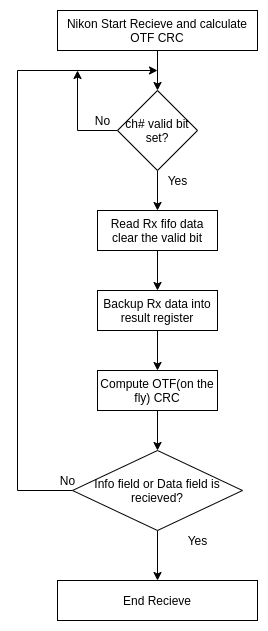 Nikon Start Recieve and calculate
OTF CRC
No
ch# valid bit
set?
Yes
Read Rx fifo data
clear the valid bit
Backup Rx data into
result register
Compute OTF(on the
fly) CRC
No
Info field or Data field is
recieved?
Yes
End Recieve